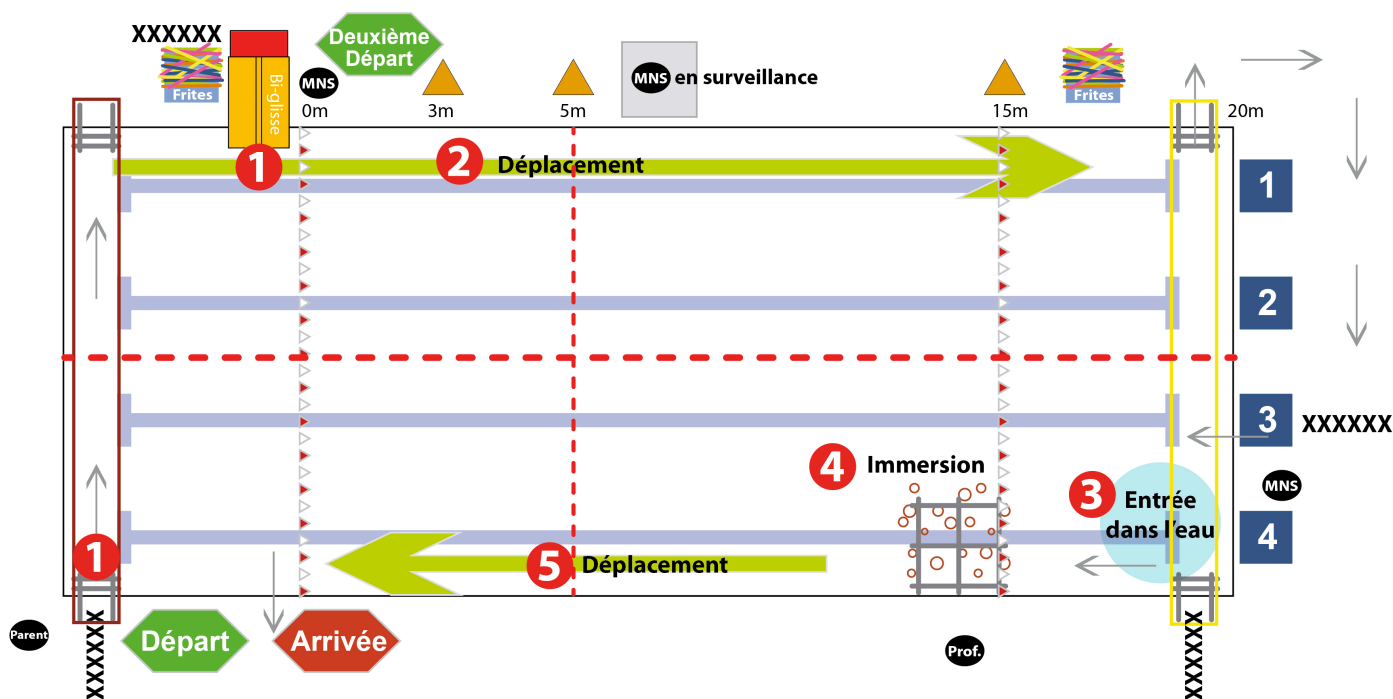 XXXXXX
Frites
Bi-glisse
MNS
Deuxième
Départ
MNS en surveillance
Frites
0m
3m
5m
15m
20m
1
2 Déplacement
1
2
3 XXXXXX
4 Immersion
3 Entrée
dans l'eau
MNS
4
1
5 Déplacement
Parent
XXXXXX
Départ
Arrivée
Prof.
XXXXXX